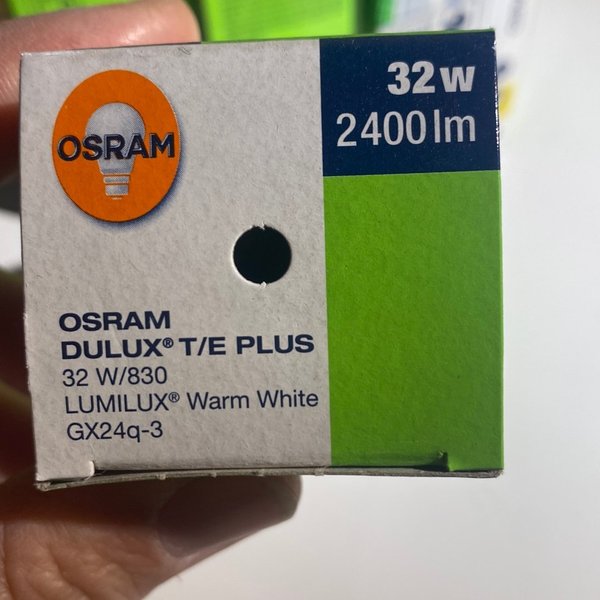 OSRAM
32 W
2400 lm
OSRAM
DULUX® T/E PLUS
32 W/830
LUMILUX® Warm White
GX24q-3